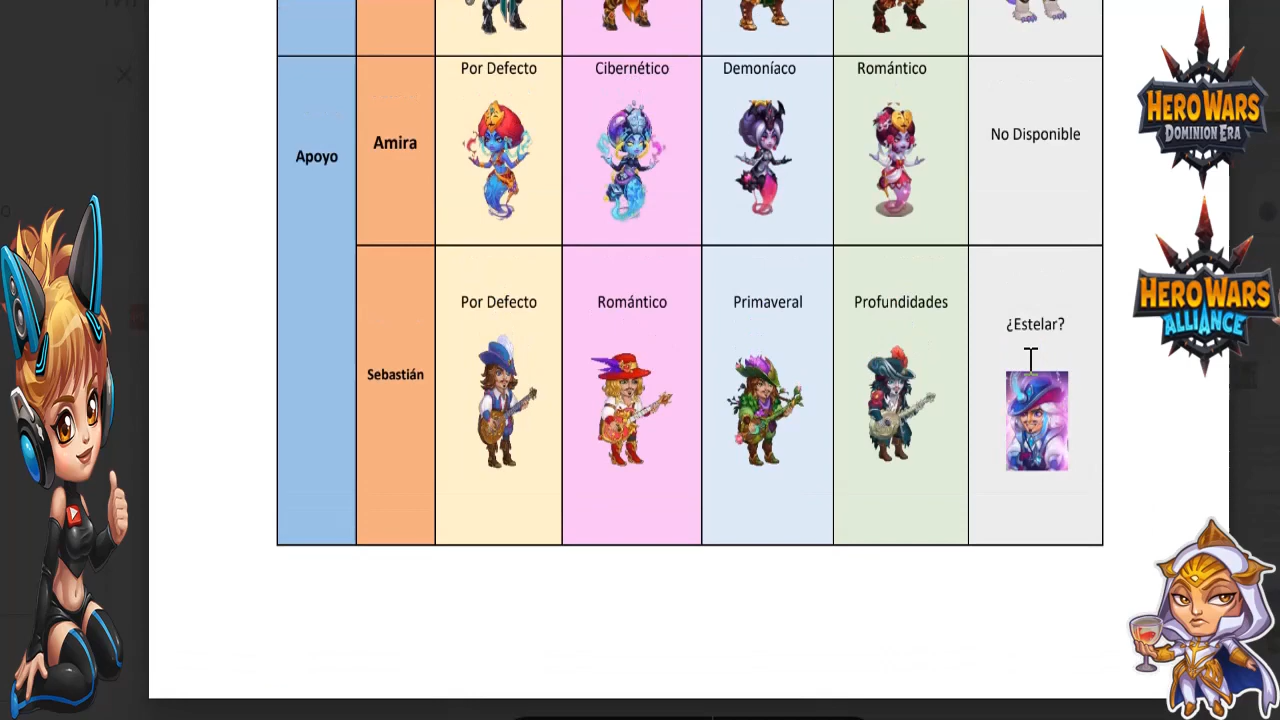 Por Defecto
Cibernético
Demoníaco
Romántico
Apoyo
Amira
No Disponible
Por Defecto
Romántico
Primaveral
Profundidades
¿Estelar?
Sebastián
HERO WARS
DOMINION ERA
HERO WARS
ALLIANCE